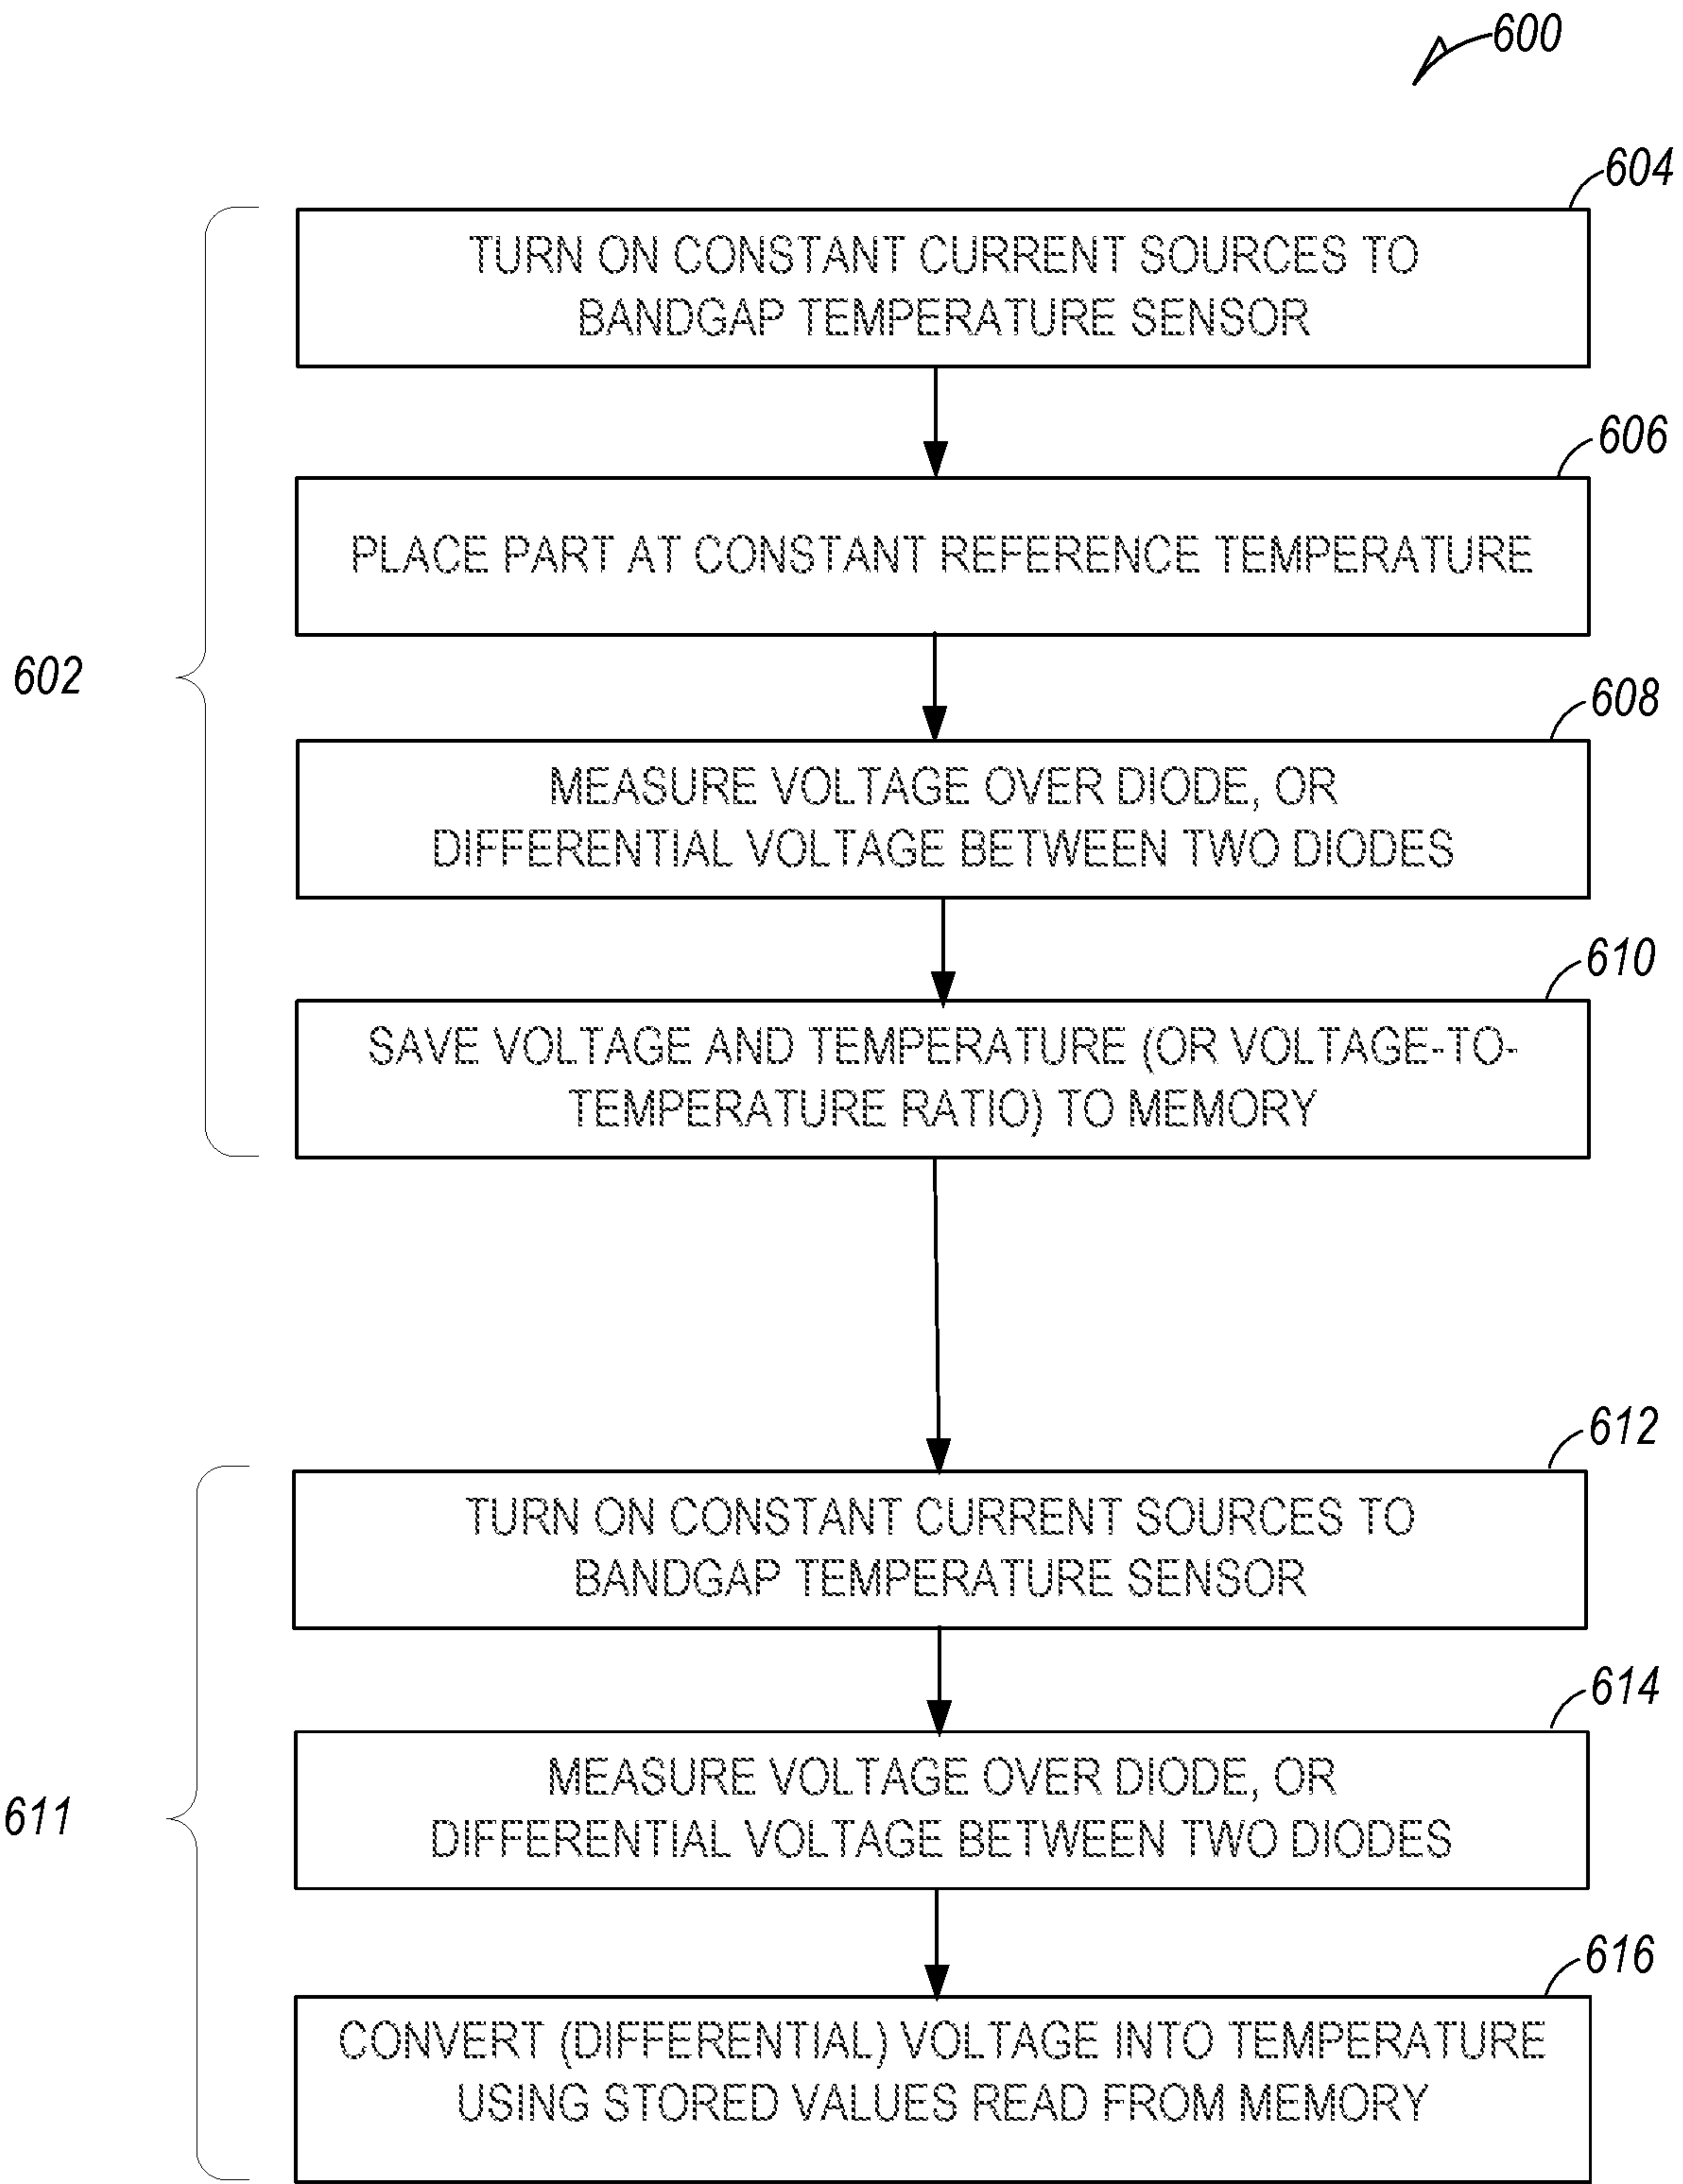 600
604
TURN ON CONSTANT CURRENT SOURCES TO
BANDGAP TEMPERATURE SENSOR
606
PLACE PART AT CONSTANT REFERENCE TEMPERATURE
602
608
MEASURE VOLTAGE OVER DIODE, OR
DIFFERENTIAL VOLTAGE BETWEEN TWO DIODES
610
SAVE VOLTAGE AND TEMPERATURE (OR VOLTAGE-TO-
TEMPERATURE RATIO) TO MEMORY
612
TURN ON CONSTANT CURRENT SOURCES TO
BANDGAP TEMPERATURE SENSOR
614
MEASURE VOLTAGE OVER DIODE, OR
DIFFERENTIAL VOLTAGE BETWEEN TWO DIODES
611
616
CONVERT (DIFFERENTIAL) VOLTAGE INTO TEMPERATURE
USING STORED VALUES READ FROM MEMORY